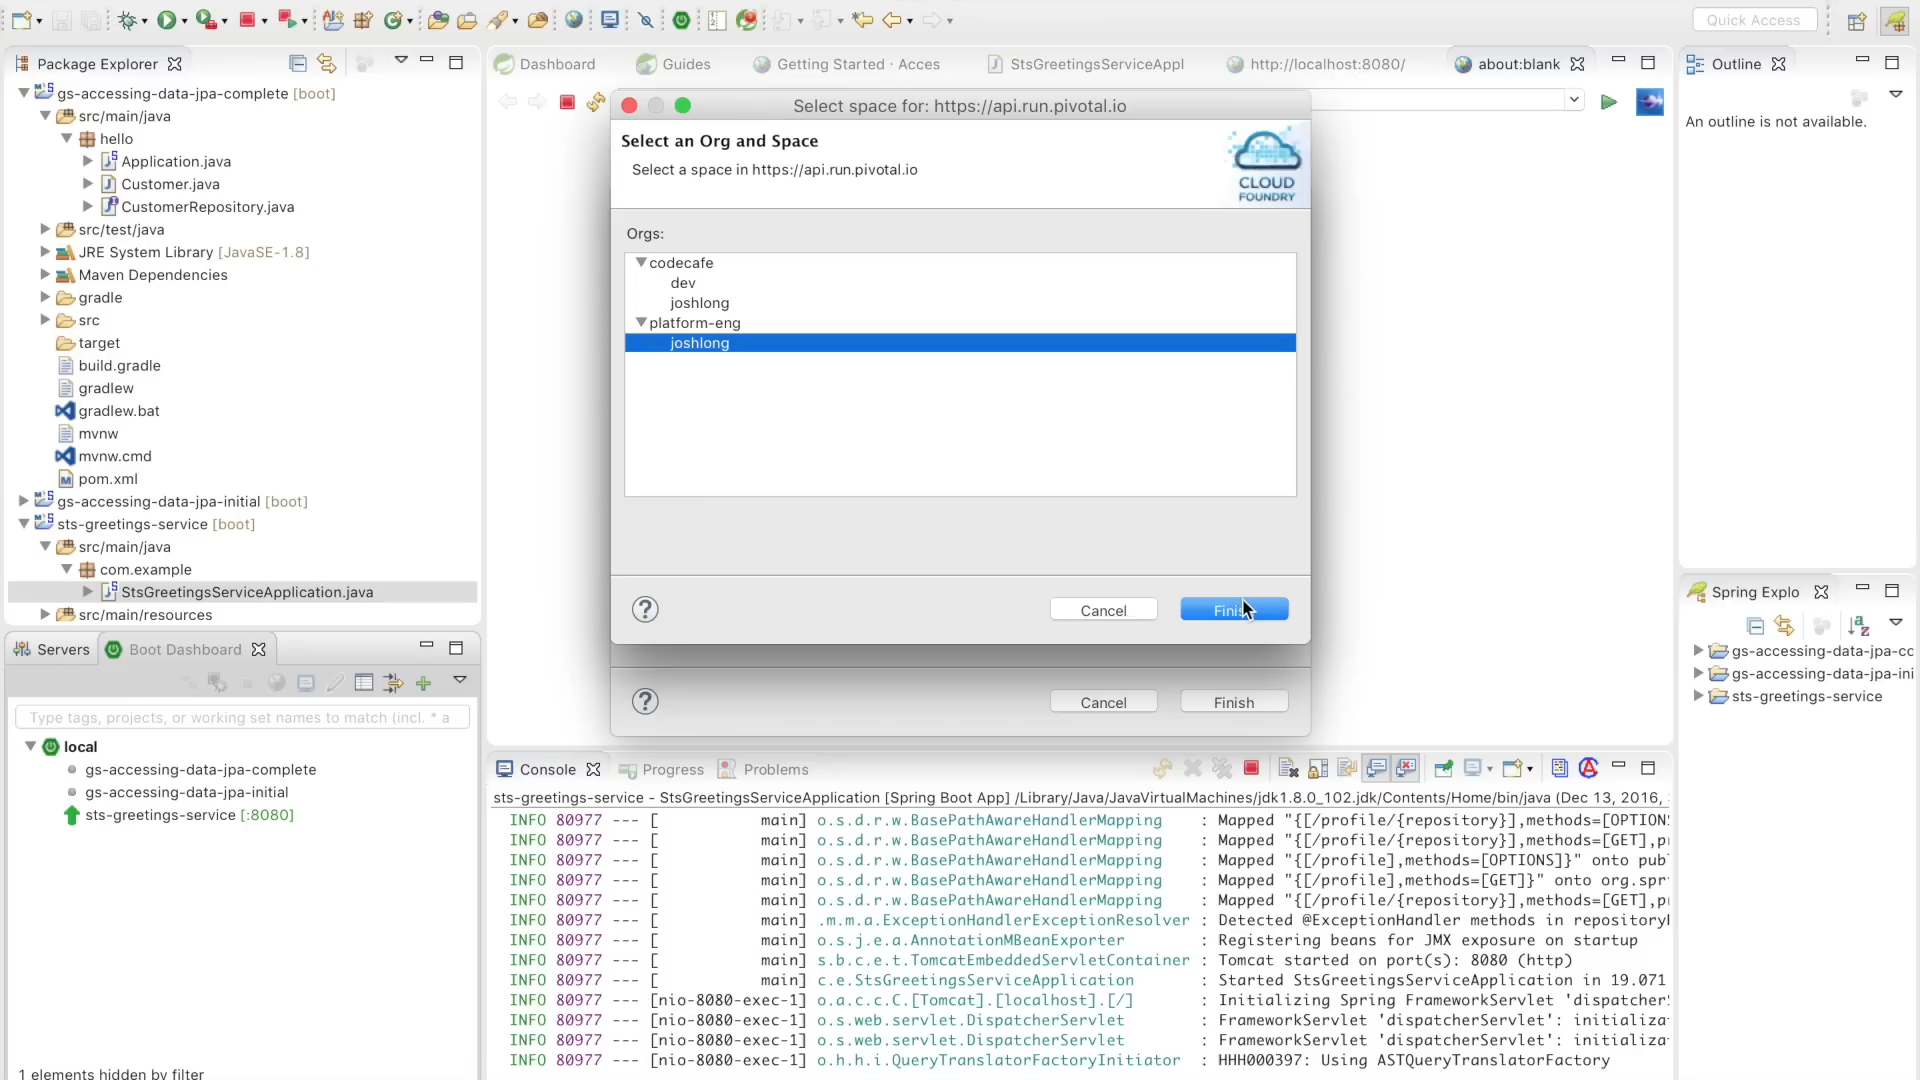 Quick Access
Package Explorer
gs-accessing-data-jpa-complete [boot]
src/main/java
hello
Application.java
Customer.java
CustomerRepository.java
src/test/java
JRE System Library [JavaSE-1.8]
Maven Dependencies
gradle
src
target
build.gradle
gradlew
gradlew.bat
mvnw
mvnw.cmd
pom.xml
gs-accessing-data-jpa-initial [boot]
sts-greetings-service [boot]
src/main/java
com.example
StsGreetingsServiceApplication.java
src/main/resources
Servers
Boot Dashboard
Type tags, projects, or working set names to match (incl. * a
local
gs-accessing-data-jpa-complete
gs-accessing-data-jpa-initial
sts-greetings-service [:8080]
1 elements hidden by filter
Dashboard
Guides
Getting Started · Acces
StsGreetingsServiceAppl
http://localhost:8080/
about:blank
Select space for: https://api.run.pivotal.io
Select an Org and Space
Select a space in https://api.run.pivotal.io
CLOUD
FOUNDRY
Orgs:
codecafe
dev
joshlong
platform-eng
joshlong
Cancel
Finish
Cancel
Finish
Console
Progress
Problems
sts-greetings-service - StsGreetingsServiceApplication [Spring Boot App] /Library/Java/JavaVirtualMachines/jdk1.8.0_102.jdk/Contents/Home/bin/java (Dec 13, 2016,
INFO 80977 --- [           main] o.s.d.r.w.BasePathAwareHandlerMapping    : Mapped "{[/profile/{repository}],methods=[OPTION
INFO 80977 --- [           main] o.s.d.r.w.BasePathAwareHandlerMapping    : Mapped "{[/profile/{repository}],methods=[GET],p
INFO 80977 --- [           main] o.s.d.r.w.BasePathAwareHandlerMapping    : Mapped "{[/profile],methods=[OPTIONS]}" onto pub
INFO 80977 --- [           main] o.s.d.r.w.BasePathAwareHandlerMapping    : Mapped "{[/profile],methods=[GET]}" onto org.spr
INFO 80977 --- [           main] o.s.d.r.w.BasePathAwareHandlerMapping    : Mapped "{[/profile/{repository}],methods=[GET],p
INFO 80977 --- [           main] .m.m.a.ExceptionHandlerExceptionResolver : Detected @ExceptionHandler methods in repository
INFO 80977 --- [           main] o.s.j.e.a.AnnotationMBeanExporter        : Registering beans for JMX exposure on startup
INFO 80977 --- [           main] s.b.c.e.t.TomcatEmbeddedServletContainer : Tomcat started on port(s): 8080 (http)
INFO 80977 --- [           main] c.e.StsGreetingsServiceApplication       : Started StsGreetingsServiceApplication in 19.071
INFO 80977 --- [nio-8080-exec-1] o.a.c.c.C.[Tomcat].[localhost].[/]       : Initializing Spring FrameworkServlet 'dispatcher
INFO 80977 --- [nio-8080-exec-1] o.s.web.servlet.DispatcherServlet        : FrameworkServlet 'dispatcherServlet': initializa
INFO 80977 --- [nio-8080-exec-1] o.s.web.servlet.DispatcherServlet        : FrameworkServlet 'dispatcherServlet': initializa
INFO 80977 --- [nio-8080-exec-1] o.h.h.i.QueryTranslatorFactoryInitiator  : HHH000397: Using ASTQueryTranslatorFactory
Outline
An outline is not available.
Spring Explo
gs-accessing-data-jpa-cc
gs-accessing-data-jpa-ini
sts-greetings-service